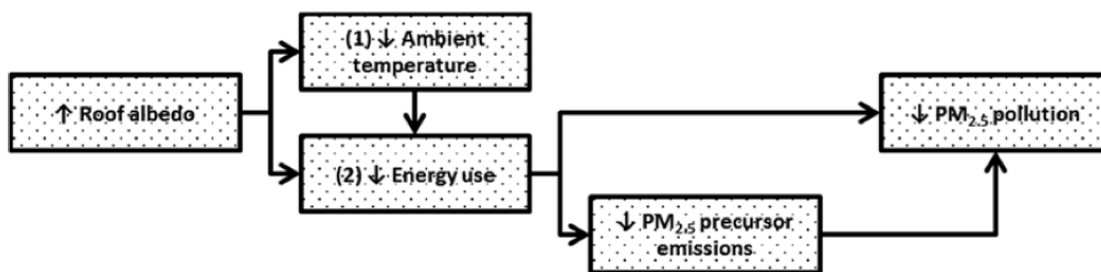 (1) ↓ Ambient
temperature
↑ Roof albedo
↓ PM₂.₅ pollution
(2) ↓ Energy use
↓ PM₂.₅ precursor
emissions